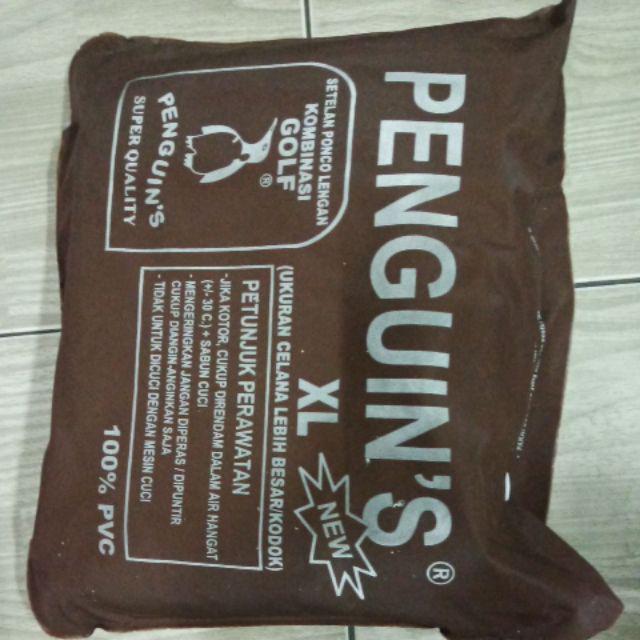 PENGUIN'S®
SETELAN PONCO LENGAN
KOMBINASI
GOLF
®
PENGUIN'S
SUPER QUALITY
NEW
XL
(UKURAN CELANA LEBIH BESAR/KODOK)
PETUNJUK PERAWATAN
- JIKA KOTOR, CUKUP DIRENDAM DALAM AIR HANGAT
(+/- 30°C,) + SABUN CUCI
- MENGERINGKAN JANGAN DIPERAS / DIPUNTIR
CUKUP DIANGIN-ANGINKAN SAJA
- TIDAK UNTUK DICUCI DENGAN MESIN CUCI
100% PVC